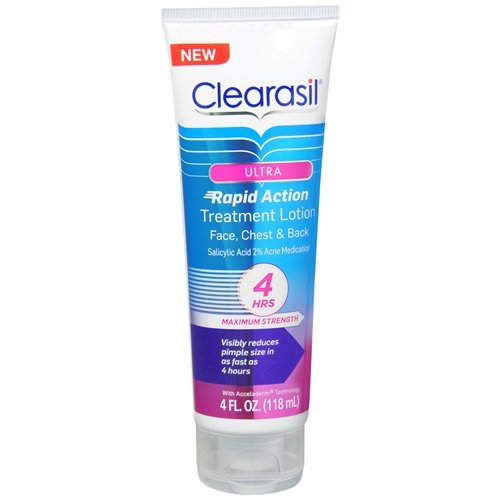 NEW
Clearasil®
ULTRA
Rapid Action
Treatment Lotion
Face, Chest & Back
Salicylic Acid 2% Acne Medication
4
HRS
MAXIMUM STRENGTH
Visibly reduces
pimple size in
as fast as
4 hours
With Acceladerm® Technology
4 FL. OZ. (118 mL)